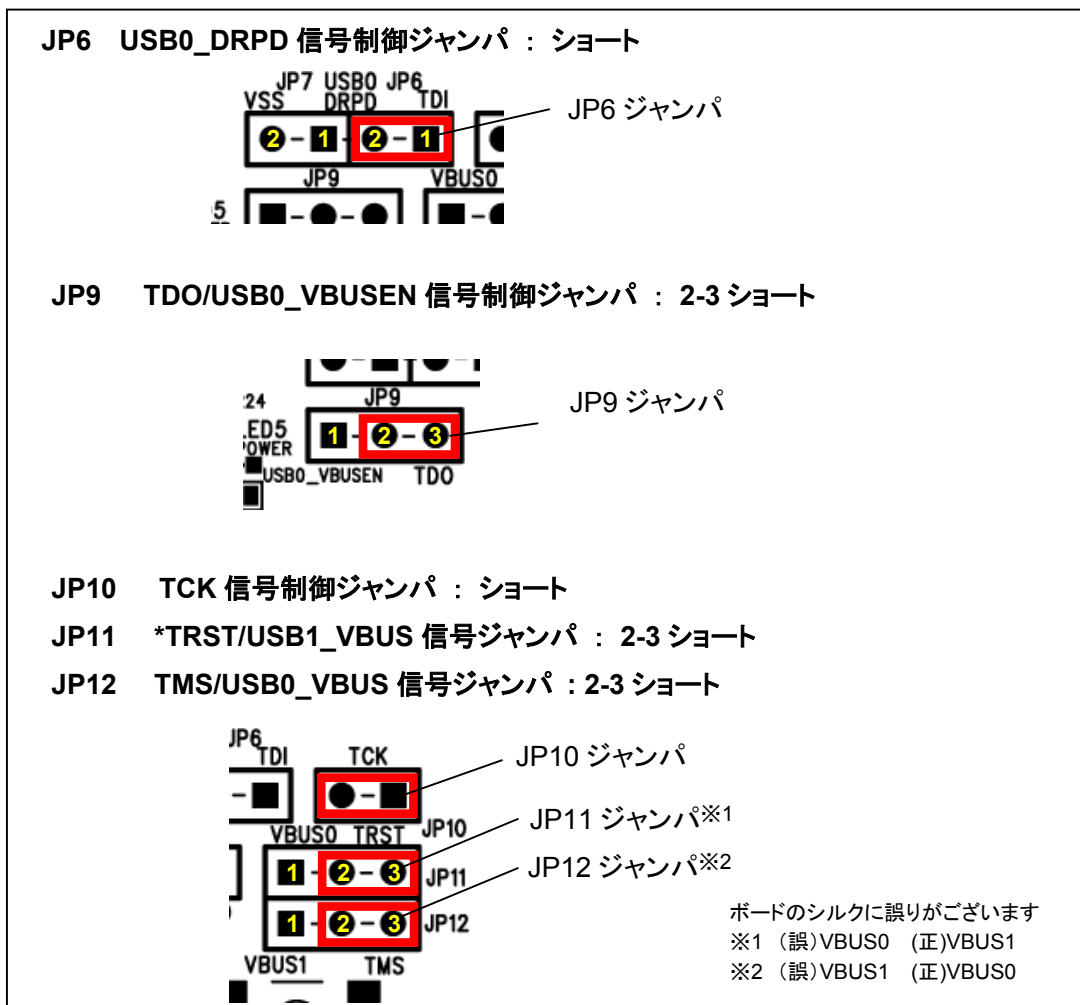 JP6 USB0_DRPD 信号制御ジャンパ : ショート
JP7 USB0 JP6
VSS DRPD TDI
JP6 ジャンパ
2 1 2 1
JP9 VBUS0
5
JP9 TDO/USB0_VBUSEN 信号制御ジャンパ : 2-3 ショート
24 JP9
JP9 ジャンパ
ED5
POWER
1 2 3
USB0_VBUSEN TDO
JP10 TCK 信号制御ジャンパ : ショート
JP11 *TRST/USB1_VBUS 信号ジャンパ : 2-3 ショート
JP12 TMS/USB0_VBUS 信号ジャンパ : 2-3 ショート
JP6
TDI TCK
JP10 ジャンパ
VBUS0 TRST JP10
JP11 ジャンパ※1
1 2 3 JP11
JP12 ジャンパ※2
1 2 3 JP12
VBUS1 TMS
ボードのシルクに誤りがございます
※1 (誤)VBUS0 (正)VBUS1
※2 (誤)VBUS1 (正)VBUS0